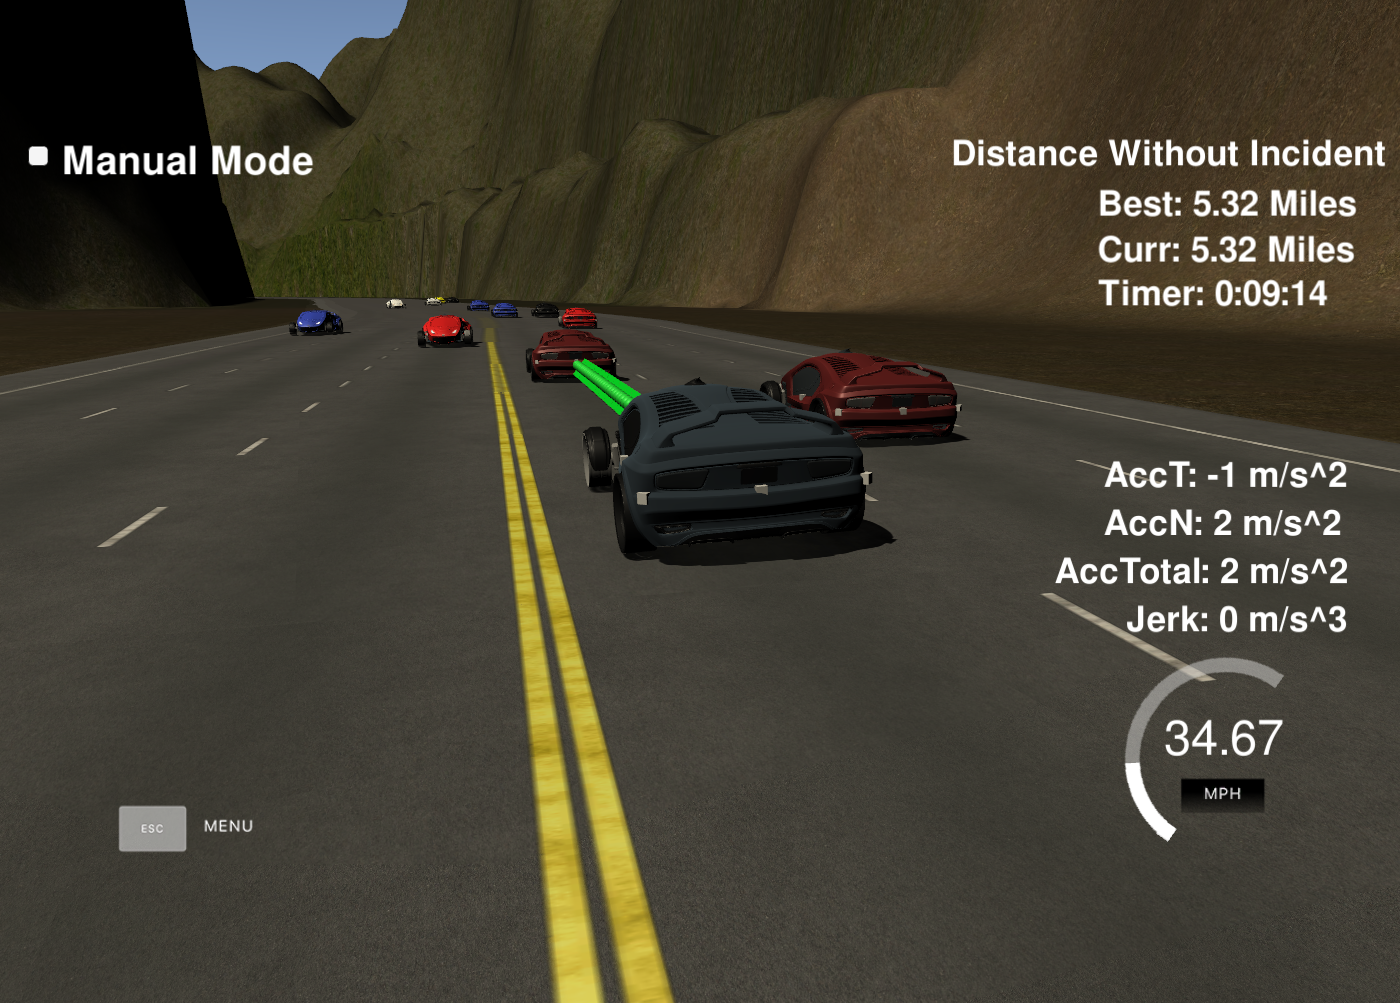 Manual Mode
Distance Without Incident
Best: 5.32 Miles
Curr: 5.32 Miles
Timer: 0:09:14
AccT: -1 m/s^2
AccN: 2 m/s^2
AccTotal: 2 m/s^2
Jerk: 0 m/s^3
34.67
MPH
ESC MENU